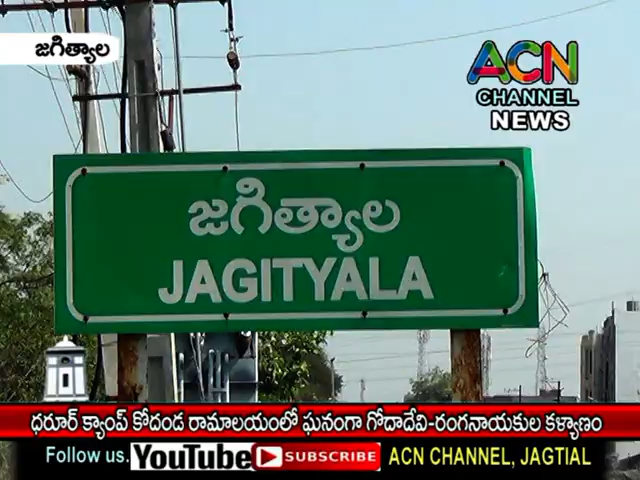 జగిత్యాల
ACN
CHANNEL
NEWS
జగిత్యాల
JAGITYALA
ధరూర్ క్యాంప్ కోదండ రామాలయంలో ఘనంగా గోదాదేవి-రంగనాయకుల కళ్యాణం
Follow us. YouTube SUBSCRIBE ACN CHANNEL, JAGTIAL